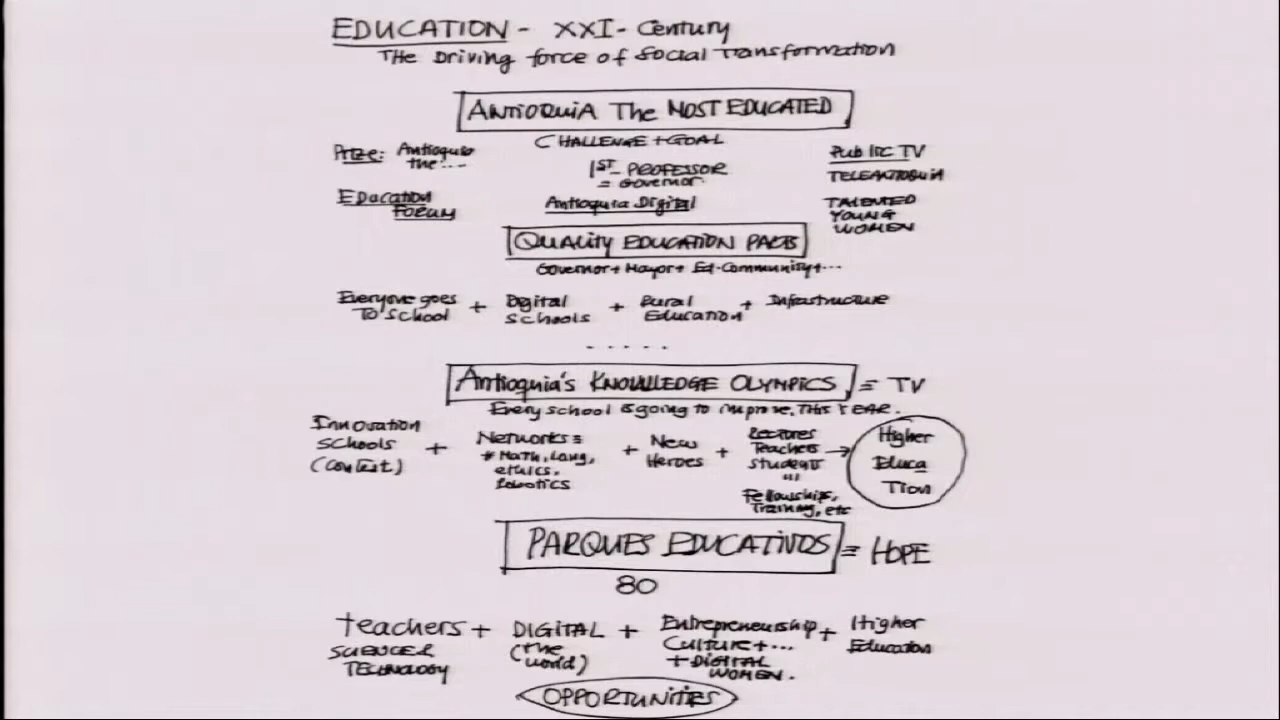 EDUCATION - XXI - Century
THE Driving force of Social Transformation
ANTIOQUIA THE MOST EDUCATED
CHALLENGE + GOAL
Prize: Antioquia
the ...
1ST PROFESSOR
= Governor
Public TV
TELEANTIOQUIA
EDucation
FORUM
Antioquia Digital
TALENTED
YOUNG
WOMEN
QUALITY EDUCATION PACTS
Governor + Mayor + Ed-Community + ...
Everyone goes
To School
+ Digital
Schools
+ Rural
Education
+ Infrastructure
.....
Antioquia's KNOWLEDGE OLYMPICS = TV
Every school is going to improve. THIS YEAR.
Innovation
Schools
(Contest)
+ Networks =
+ Math, Lang,
ethics,
robotics
+ New
Heroes
+ Lectures
Teachers
Students
Fellowships,
Training, etc
→ Higher
Educa
Tion
PARQUES EDUCATIVOS = HOPE
80
teachers
SCIENCES
TECHNOLOGY
+ DIGITAL
(the
world)
+ Entrepreneurship
Culture + ...
+ DIGITAL
WOMEN.
+ Higher
Education
OPPORTUNITIES